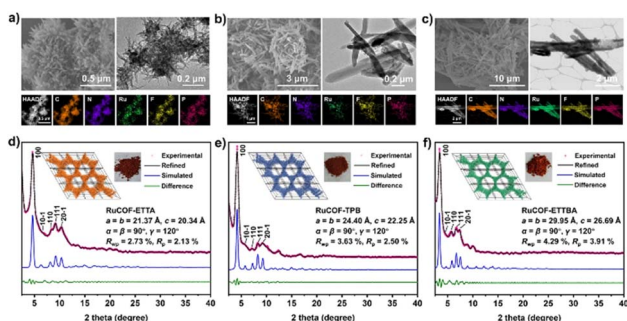 a)
0.5 μm
0.2 μm
HAADF C N Ru F P
b)
3 μm
0.2 μm
HAADF C N Ru F P
c)
10 μm
HAADF C N Ru F P
d)
100
10-1
110
111
20-1
Experimental
Refined
Simulated
Difference
RuCOF-ETTA
a = b = 21.37 Å, c = 20.34 Å
α = β = 90°, γ = 120°
Rwp = 2.73 %, Rp = 2.13 %
5 10 15 20 25 30 35 40
2 theta (degree)
e)
100
10-1
110
111
20-1
Experimental
Refined
Simulated
Difference
RuCOF-TPB
a = b = 24.40 Å, c = 22.25 Å
α = β = 90°, γ = 120°
Rwp = 3.63 %, Rp = 2.50 %
5 10 15 20 25 30 35 40
2 theta (degree)
f)
100
10-1
110
111
20-1
Experimental
Refined
Simulated
Difference
RuCOF-ETTBA
a = b = 29.95 Å, c = 26.69 Å
α = β = 90°, γ = 120°
Rwp = 4.29 %, Rp = 3.91 %
5 10 15 20 25 30 35 40
2 theta (degree)